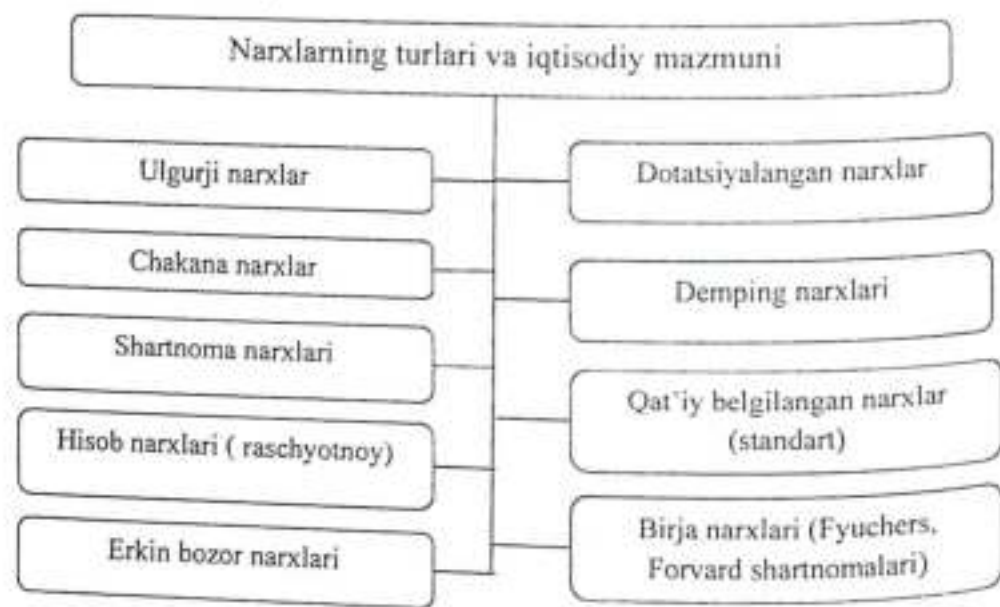 Narxlarning turlari va iqtisodiy mazmuni
Ulgurji narxlar
Chakana narxlar
Shartnoma narxlari
Hisob narxlari ( raschyotnoy)
Erkin bozor narxlari
Dotatsiyalangan narxlar
Demping narxlari
Qat`iy belgilangan narxlar
(standart)
Birja narxlari (Fyuchers,
Forvard shartnomalari)